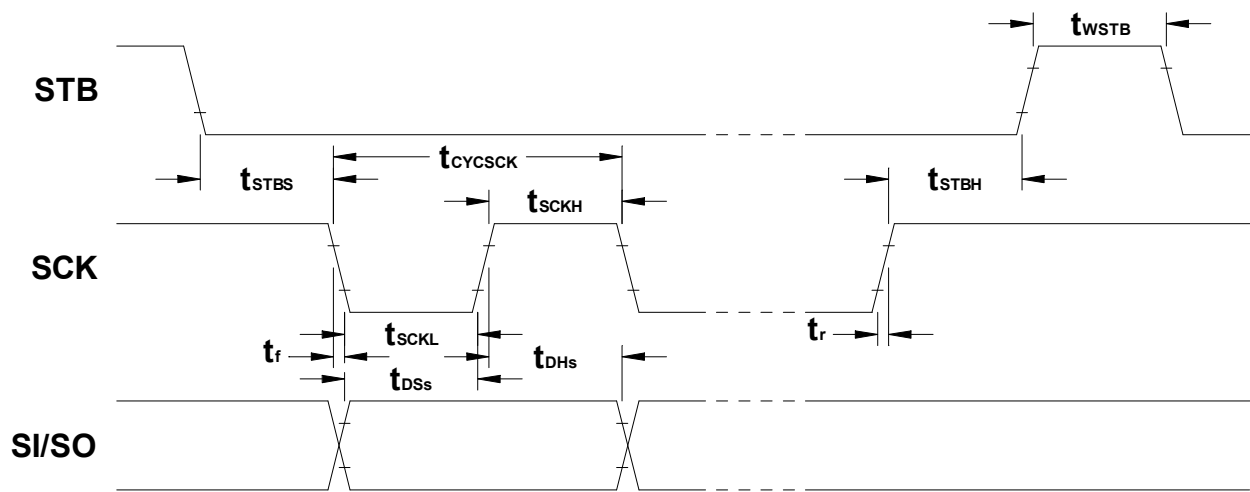 tWSTB
STB
tCYCSCK
tSTBS
tSTBH
tSCKH
SCK
tSCKL
tr
tf
tDHs
tDSs
SI/SO